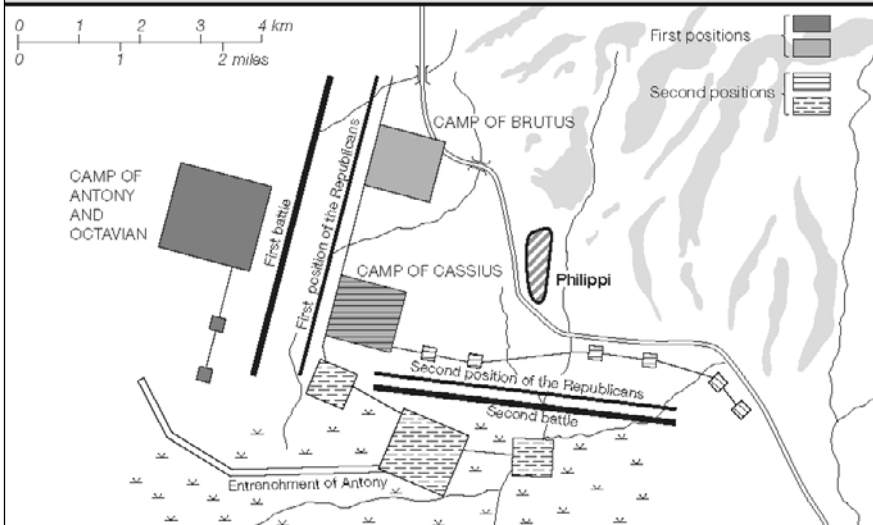 0 1 2 3 4 km
0 1 2 miles
First positions
Second positions
CAMP OF BRUTUS
CAMP OF
ANTONY
AND
OCTAVIAN
First battle
First position of the Republicans
CAMP OF CASSIUS
Philippi
Second position of the Republicans
Second battle
Entrenchment of Antony